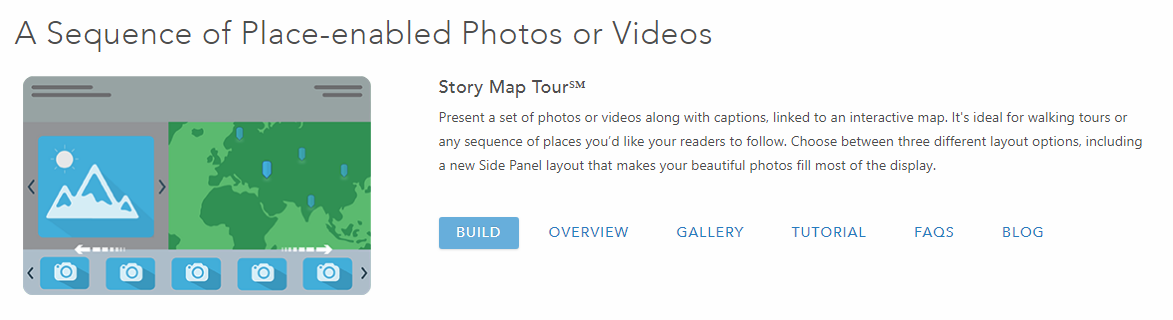 A Sequence of Place-enabled Photos or Videos
Story Map Tour℠
Present a set of photos or videos along with captions, linked to an interactive map. It's ideal for walking tours or
any sequence of places you'd like your readers to follow. Choose between three different layout options, including
a new Side Panel layout that makes your beautiful photos fill most of the display.
BUILD OVERVIEW GALLERY TUTORIAL FAQS BLOG